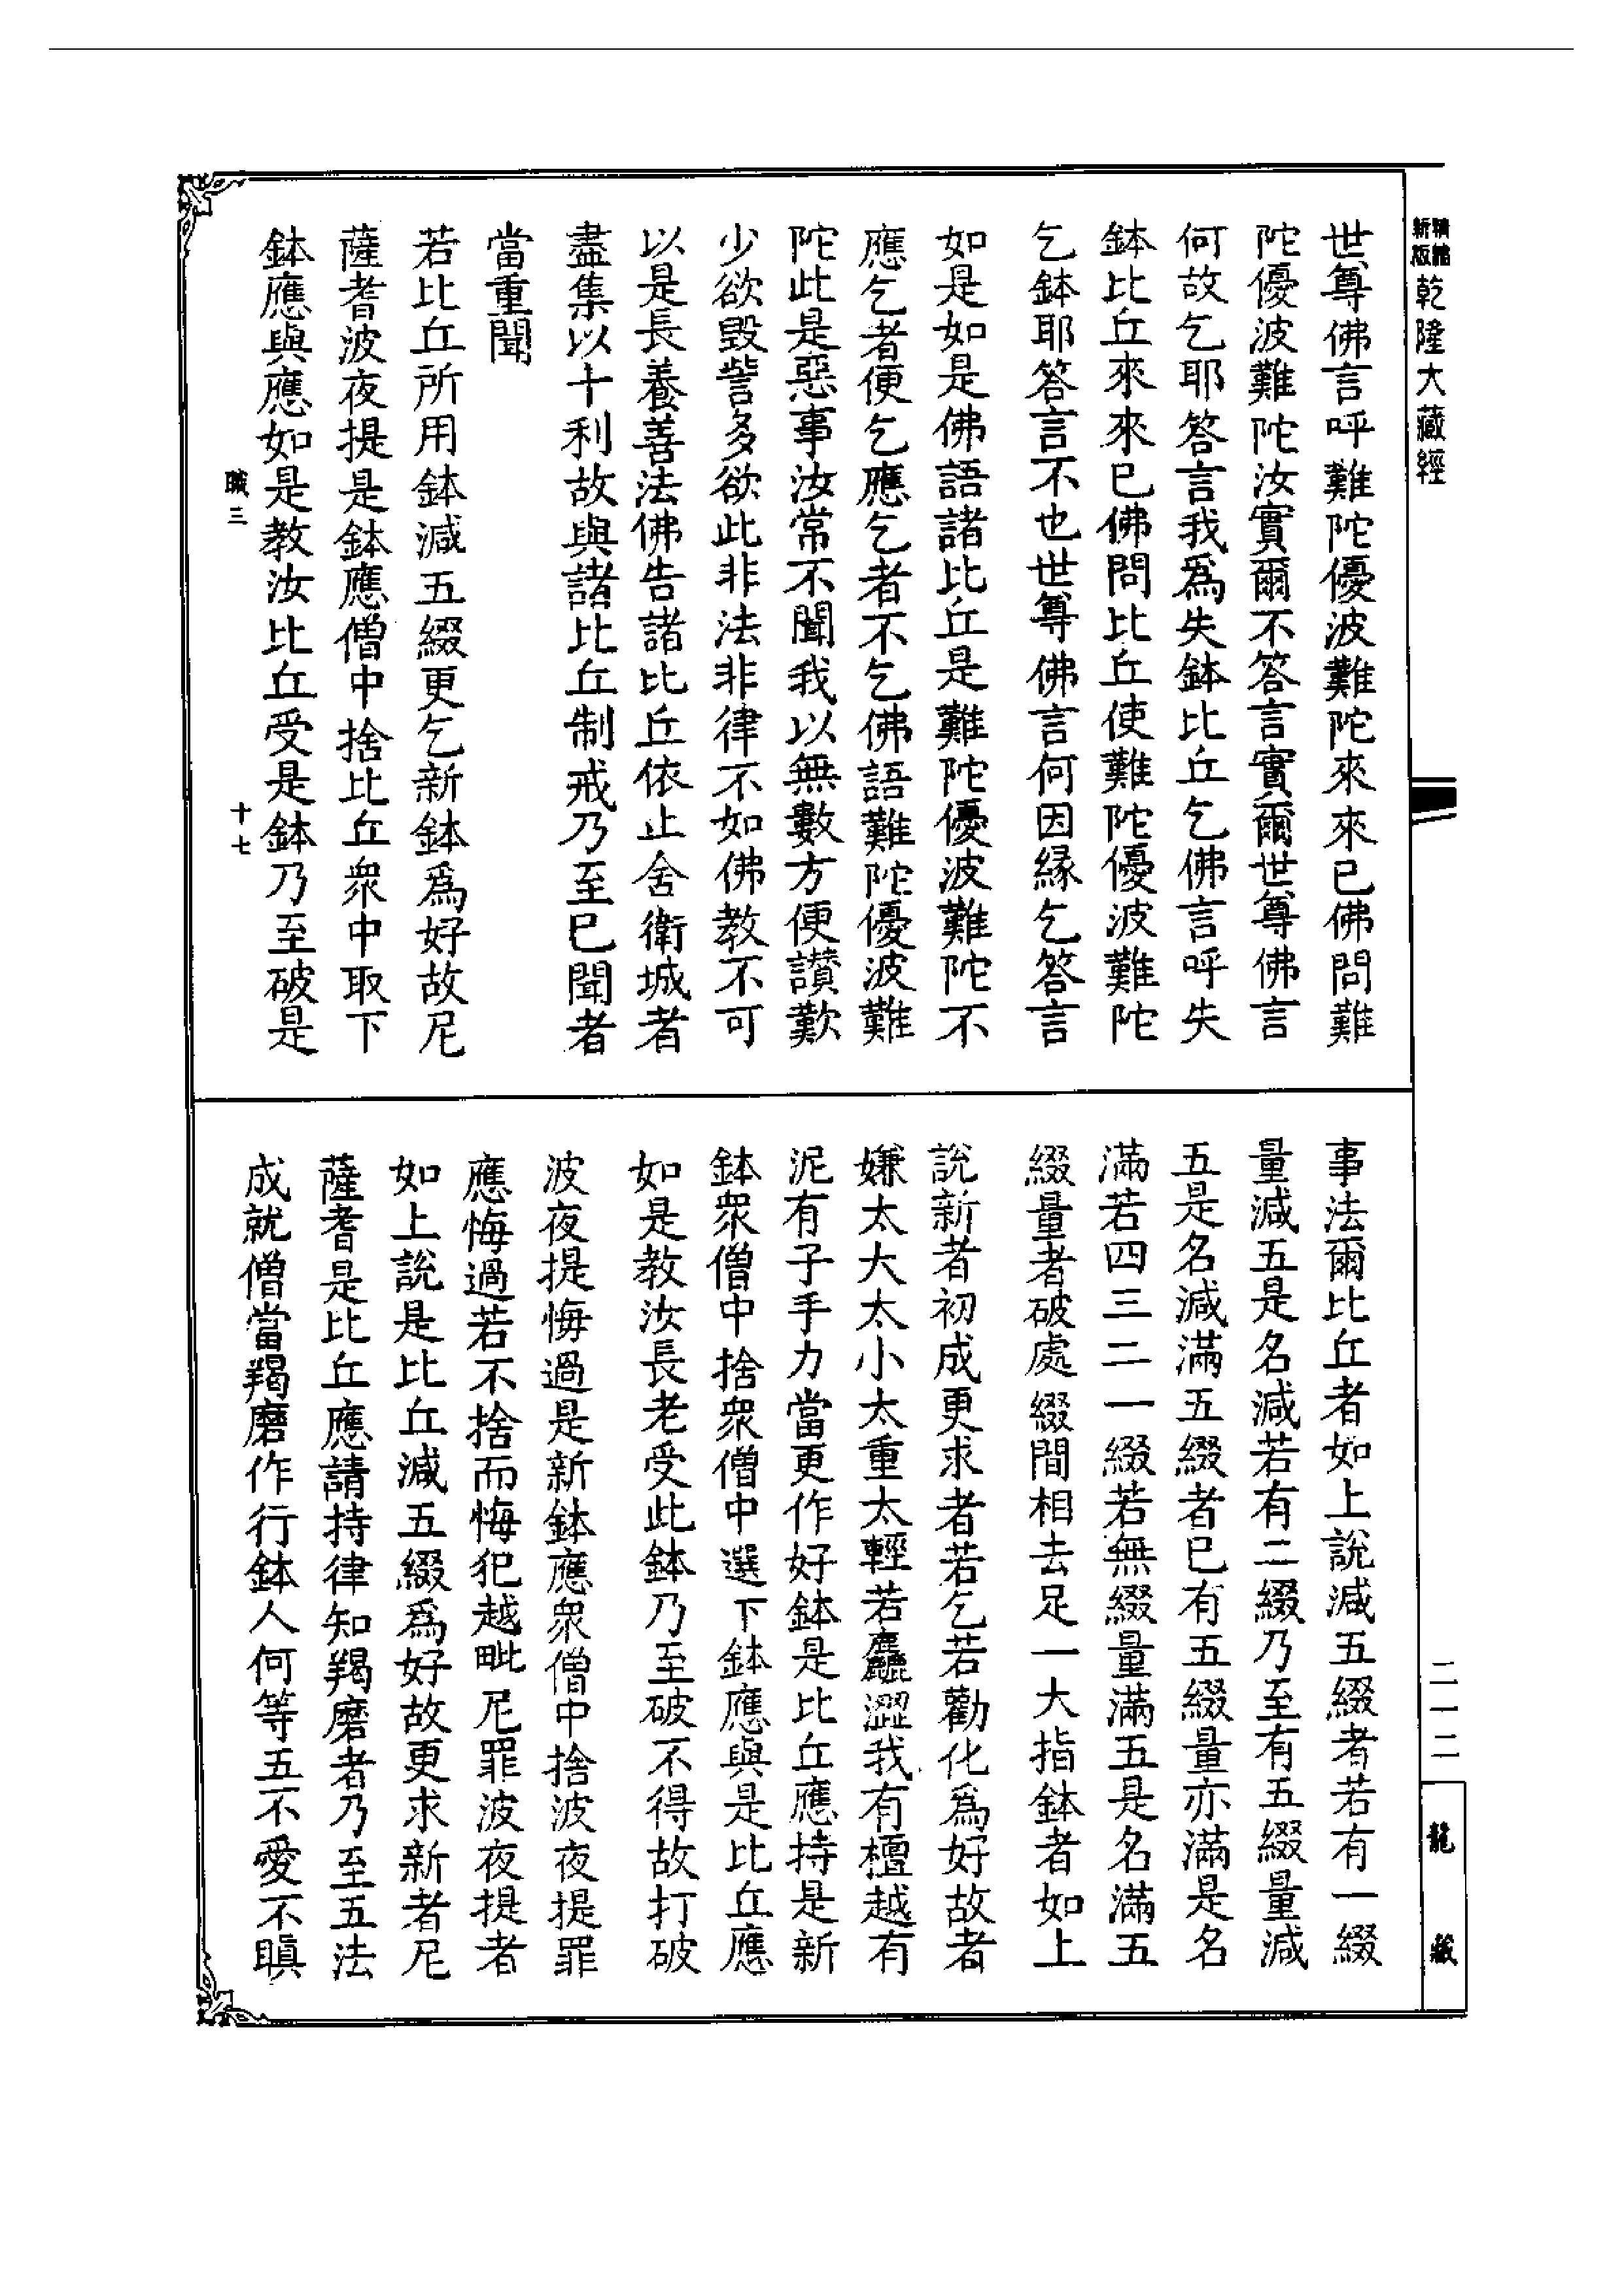 精縮新版乾隆大藏經
世尊佛言呼難陀優波難陀來來已佛問難
陀優波難陀汝實爾不答言實爾世尊佛言
何故乞耶答言我為失鉢比丘乞佛言呼失
鉢比丘來來已佛問比丘使難陀優波難陀
乞鉢耶答言不也世尊佛言何因緣乞答言
如是如是佛語諸比丘是難陀優波難陀不
應乞者便乞應乞者不乞佛語難陀優波難
陀此是惡事汝常不聞我以無數方便讚歎
少欲毀訾多欲此非法非律不如佛教不可
以是長養善法佛告諸比丘依止舍衛城者
盡集以十利故與諸比丘制戒乃至已聞者
當重聞
若比丘所用鉢減五綴更乞新鉢為好故尼
薩耆波夜提是鉢應僧中捨比丘眾中取下
鉢應與應如是教汝比丘受是鉢乃至破是
職三
十七
事法爾比丘者如上說減五綴者若有一綴
量減五是名減若有二綴乃至有五綴量減
五是名減滿五綴者已有五綴量亦滿是名
滿若四三二一綴若無綴量滿五是名滿五
綴量者破處綴間相去足一大指鉢者如上
說新者初成更求者若乞若勸化為好故者
嫌太大太小太重太輕若麤澀我有檀越有
泥有子手力當更作好鉢是比丘應持是新
鉢眾僧中捨眾僧中選下鉢應與是比丘應
如是教汝長老受此鉢乃至破不得故打破
波夜提悔過是新鉢應眾僧中捨波夜提罪
應悔過若不捨而悔犯越毗尼罪波夜提者
如上說是比丘減五綴為好故更求新者尼
薩耆是比丘應請持律知羯磨者乃至五法
成就僧當羯磨作行鉢人何等五不愛不瞋
二一二
龍藏